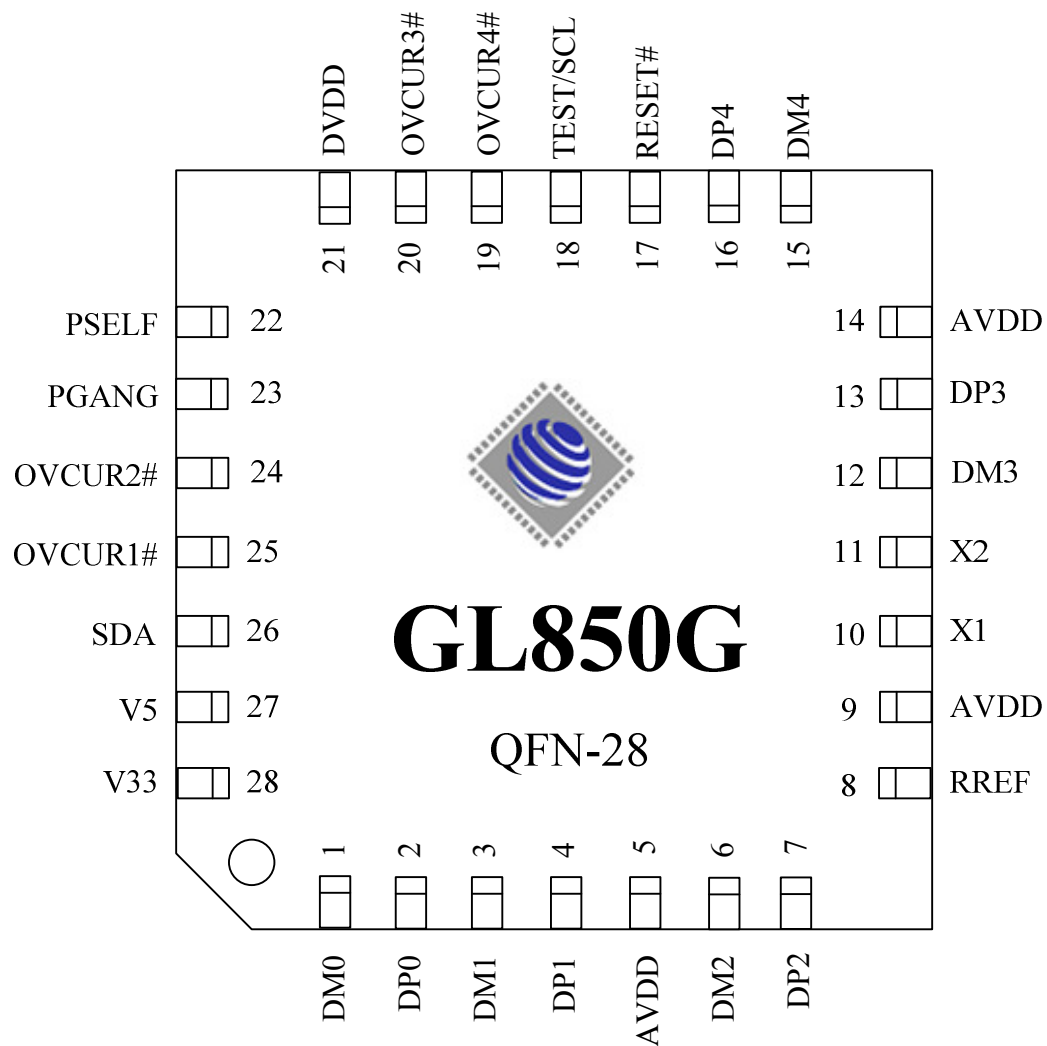 DVDD
OVCUR3#
OVCUR4#
TEST/SCL
RESET#
DP4
DM4
21
20
19
18
17
16
15
PSELF 22
14 AVDD
PGANG 23
13 DP3
OVCUR2# 24
12 DM3
OVCUR1# 25
11 X2
SDA 26
10 X1
V5 27
9 AVDD
V33 28
8 RREF
GL850G
QFN-28
1
2
3
4
5
6
7
DM0
DP0
DM1
DP1
AVDD
DM2
DP2